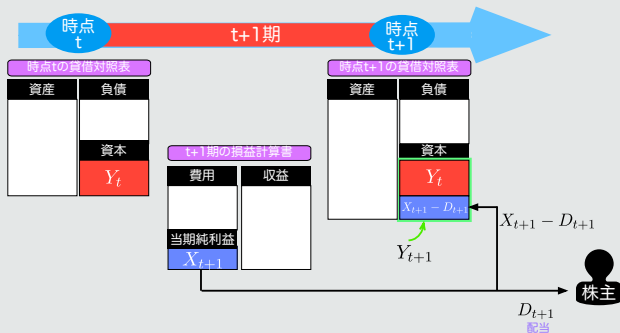 時点
t
t+1期
時点
t+1
時点tの貸借対照表
資産
負債
資本
Y_t
t+1期の損益計算書
費用
収益
当期純利益
X_{t+1}
時点t+1の貸借対照表
資産
負債
資本
Y_t
X_{t+1} − D_{t+1}
Y_{t+1}
X_{t+1} − D_{t+1}
株主
D_{t+1}
配当